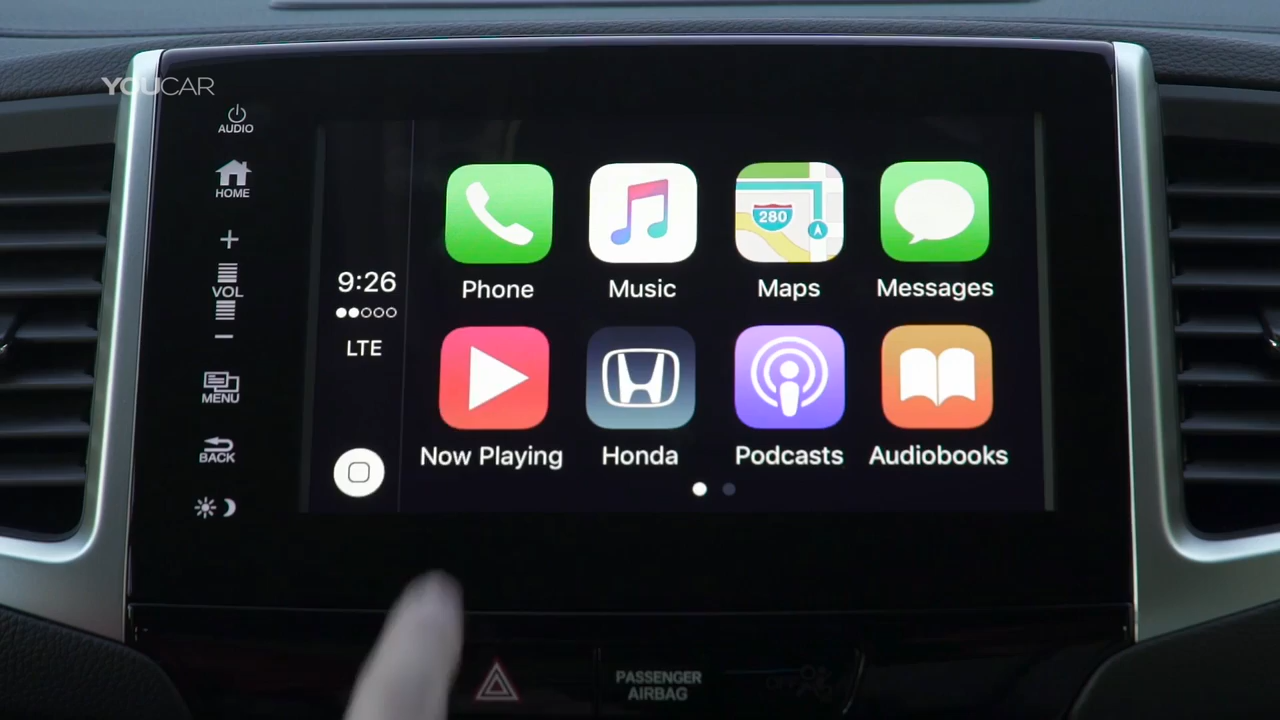 YOUCAR
AUDIO
HOME
+
VOL
−
MENU
BACK
9:26
LTE
280
Phone
Music
Maps
Messages
Now Playing
Honda
Podcasts
Audiobooks
PASSENGER
AIRBAG